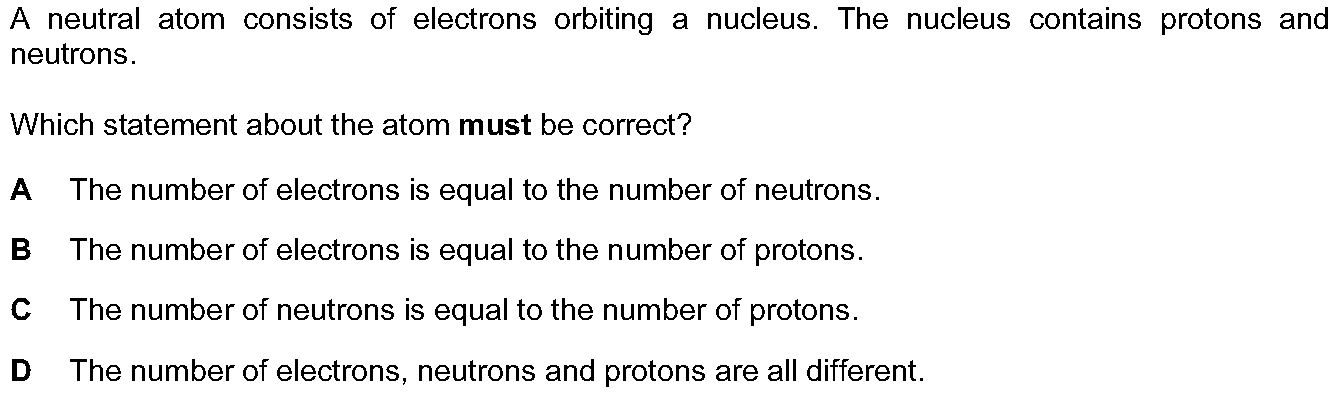 A neutral atom consists of electrons orbiting a nucleus. The nucleus contains protons and
neutrons.
Which statement about the atom must be correct?
A The number of electrons is equal to the number of neutrons.
B The number of electrons is equal to the number of protons.
C The number of neutrons is equal to the number of protons.
D The number of electrons, neutrons and protons are all different.